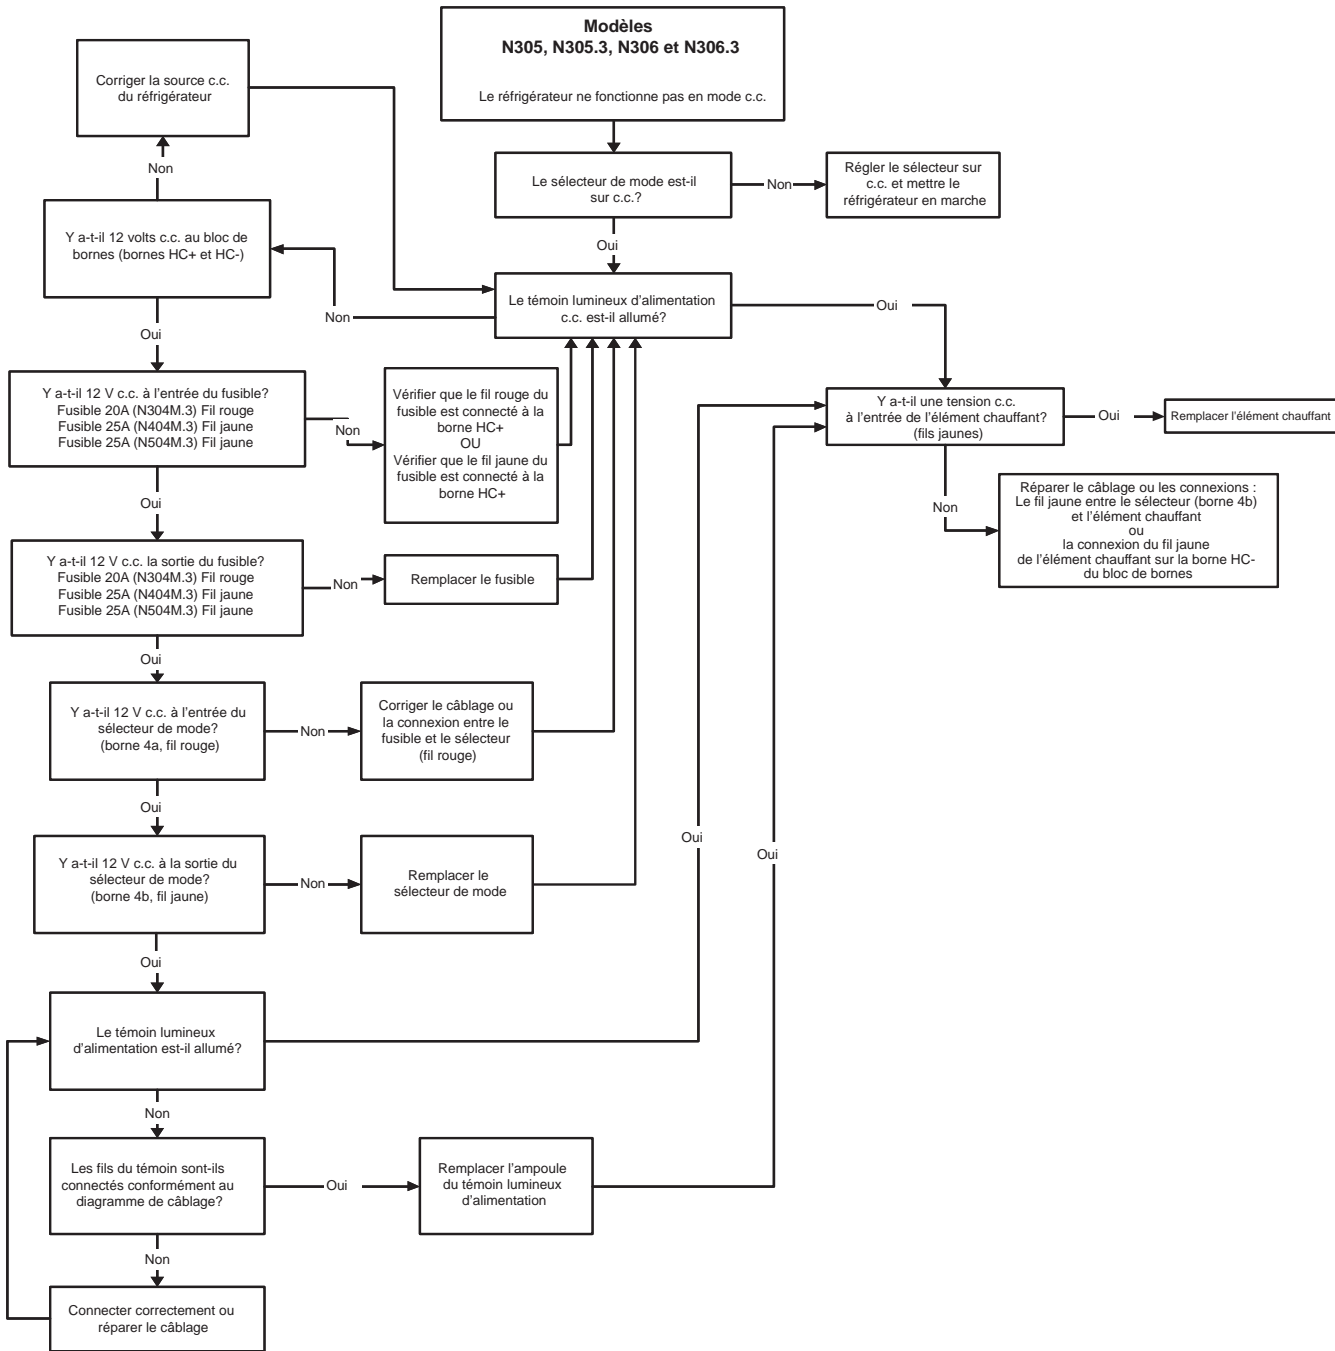 Modèles
N305, N305.3, N306 et N306.3
Le réfrigérateur ne fonctionne pas en mode c.c.
Corriger la source c.c.
du réfrigérateur
Non
Le sélecteur de mode est-il
sur c.c.?
Non
Régler le sélecteur sur
c.c. et mettre le
réfrigérateur en marche
Y a-t-il 12 volts c.c. au bloc de
bornes (bornes HC+ et HC-)
Oui
Le témoin lumineux d'alimentation
c.c. est-il allumé?
Non
Oui
Oui
Y a-t-il 12 V c.c. à l'entrée du fusible?
Fusible 20A (N304M.3) Fil rouge
Fusible 25A (N404M.3) Fil jaune
Fusible 25A (N504M.3) Fil jaune
Non
Vérifier que le fil rouge du
fusible est connecté à la
borne HC+
OU
Vérifier que le fil jaune du
fusible est connecté à la
borne HC+
Y a-t-il une tension c.c.
à l'entrée de l'élément chauffant?
(fils jaunes)
Oui
Remplacer l'élément chauffant
Non
Réparer le câblage ou les connexions :
Le fil jaune entre le sélecteur (borne 4b)
et l'élément chauffant
ou
la connexion du fil jaune
de l'élément chauffant sur la borne HC-
du bloc de bornes
Oui
Y a-t-il 12 V c.c. la sortie du fusible?
Fusible 20A (N304M.3) Fil rouge
Fusible 25A (N404M.3) Fil jaune
Fusible 25A (N504M.3) Fil jaune
Non
Remplacer le fusible
Oui
Y a-t-il 12 V c.c. à l'entrée du
sélecteur de mode?
(borne 4a, fil rouge)
Non
Corriger le câblage ou
la connexion entre le
fusible et le sélecteur
(fil rouge)
Oui
Y a-t-il 12 V c.c. à la sortie du
sélecteur de mode?
(borne 4b, fil jaune)
Non
Remplacer le
sélecteur de mode
Oui
Oui
Oui
Le témoin lumineux
d'alimentation est-il allumé?
Non
Les fils du témoin sont-ils
connectés conformément au
diagramme de câblage?
Oui
Remplacer l'ampoule
du témoin lumineux
d'alimentation
Non
Connecter correctement ou
réparer le câblage